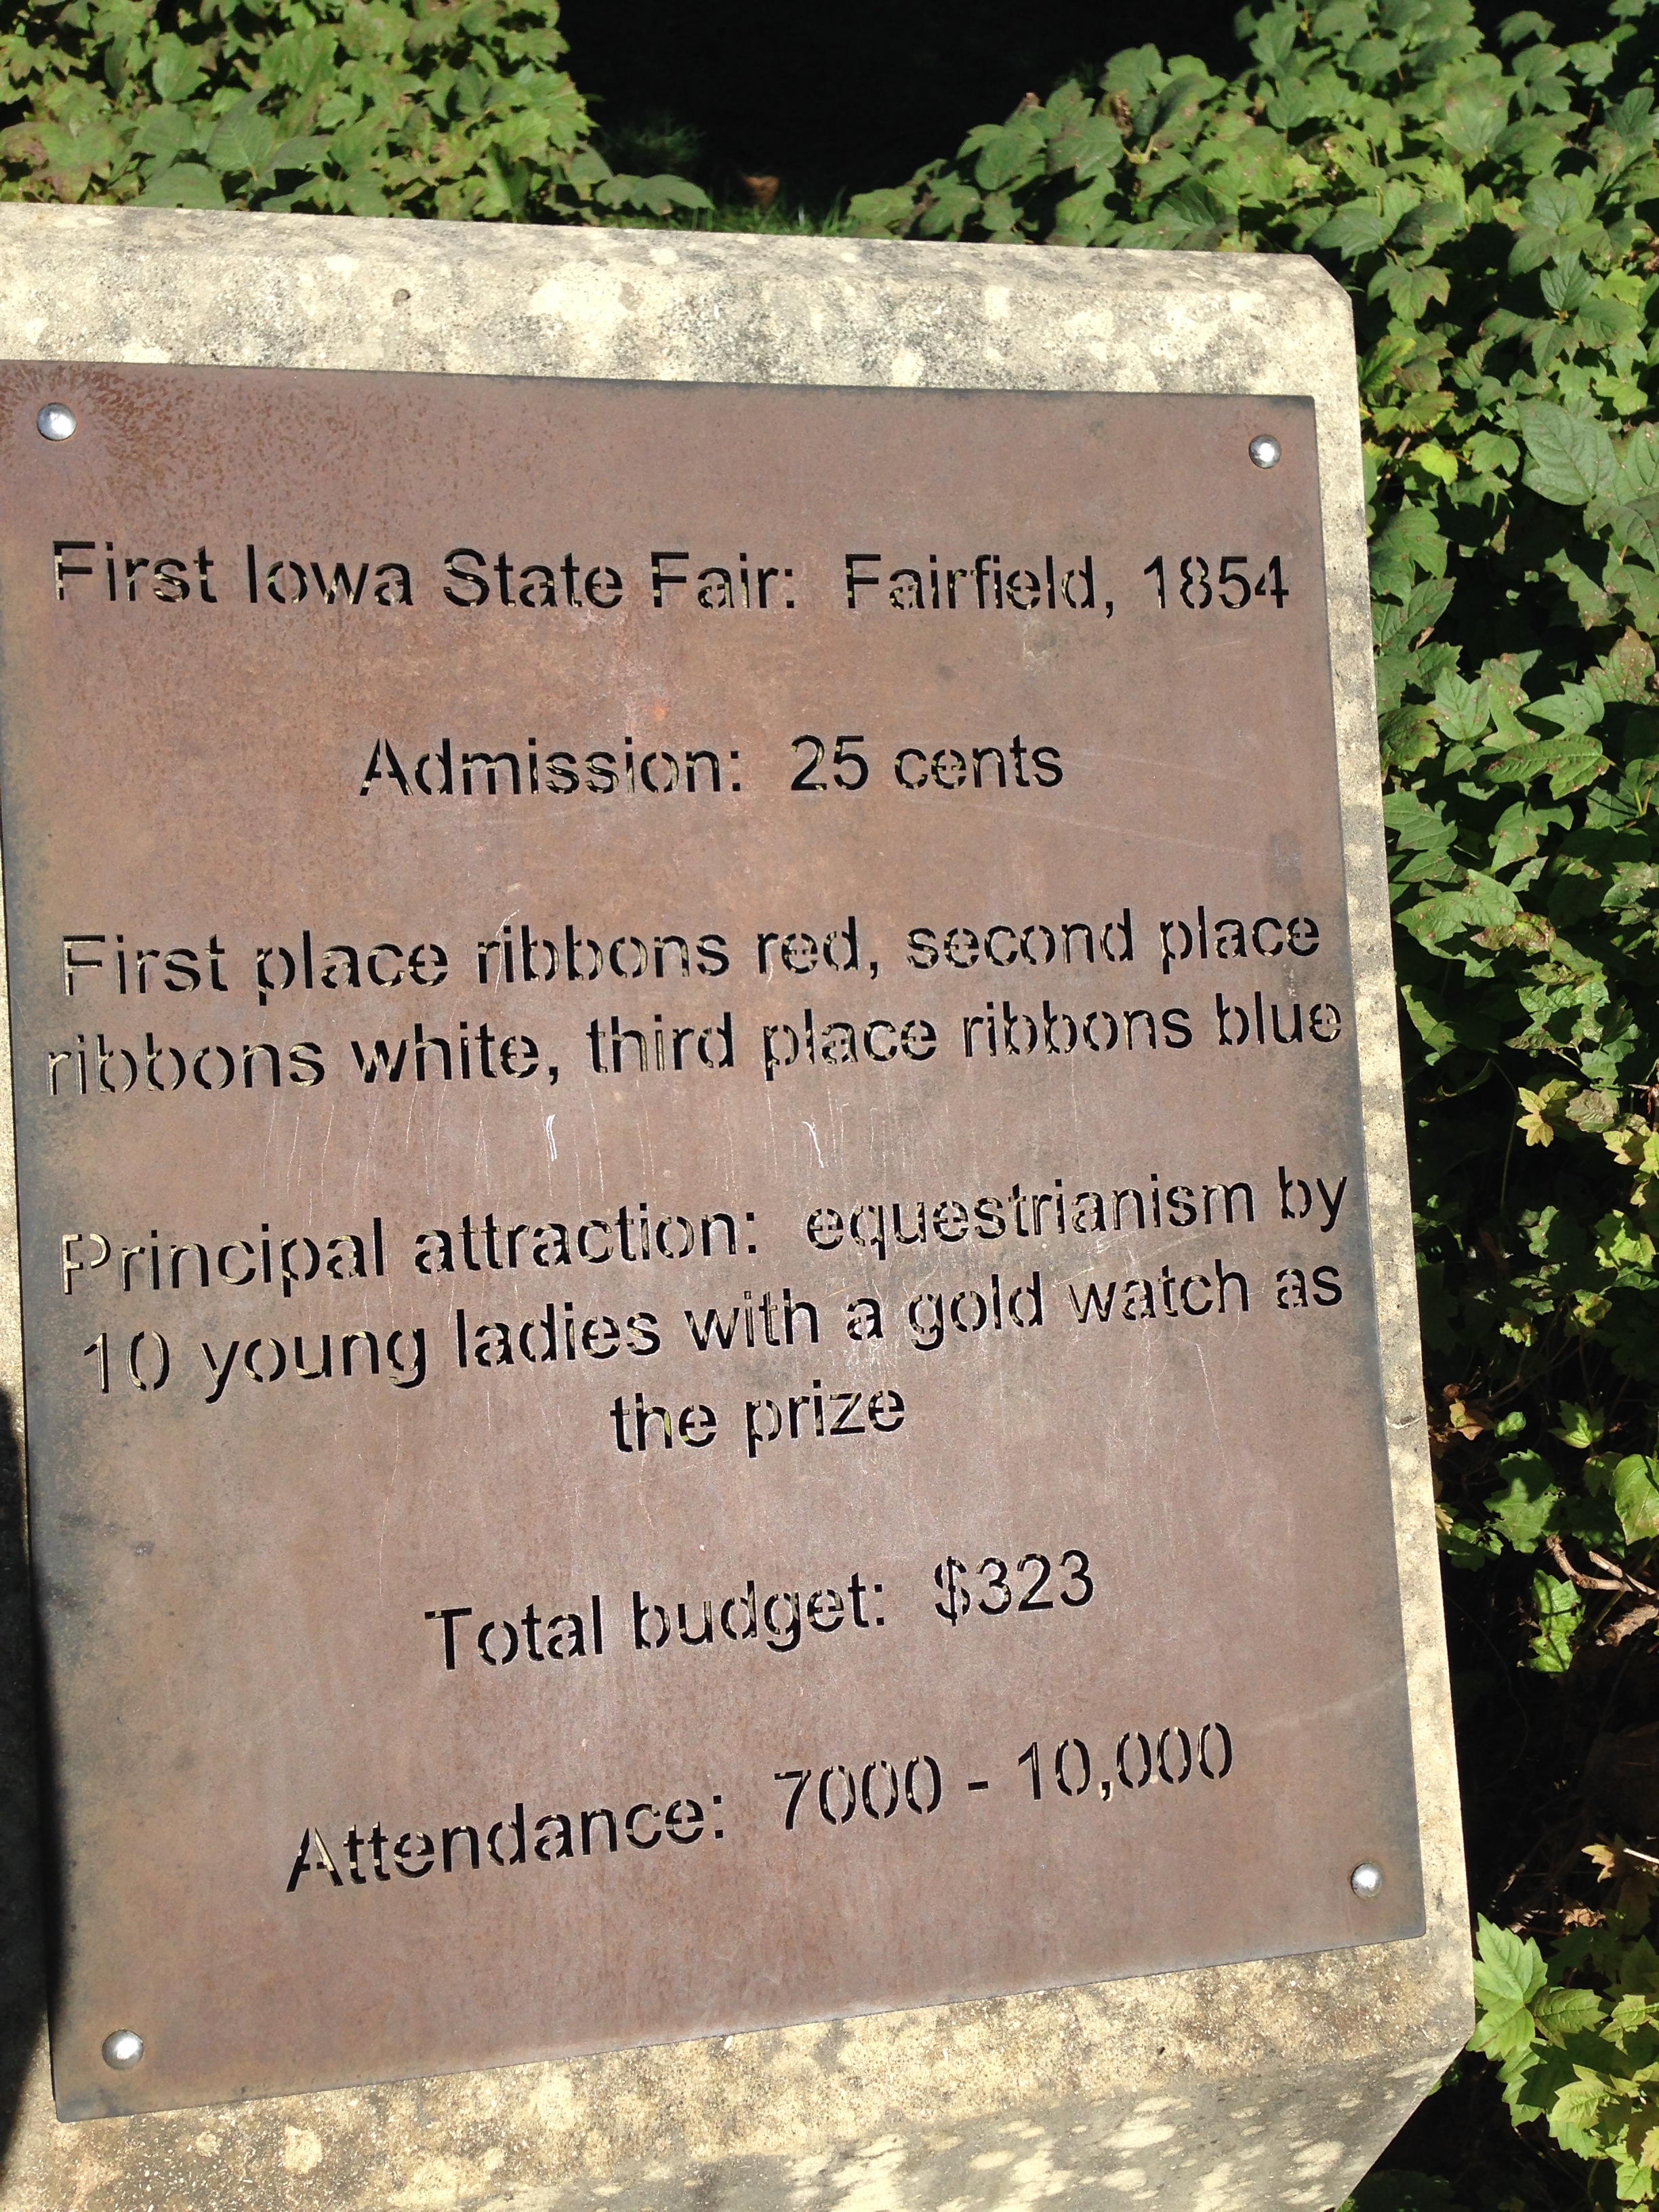 First Iowa State Fair: Fairfield, 1854
Admission: 25 cents
First place ribbons red, second place
ribbons white, third place ribbons blue
Principal attraction: equestrianism by
10 young ladies with a gold watch as
the prize
Total budget: $323
Attendance: 7000 - 10,000